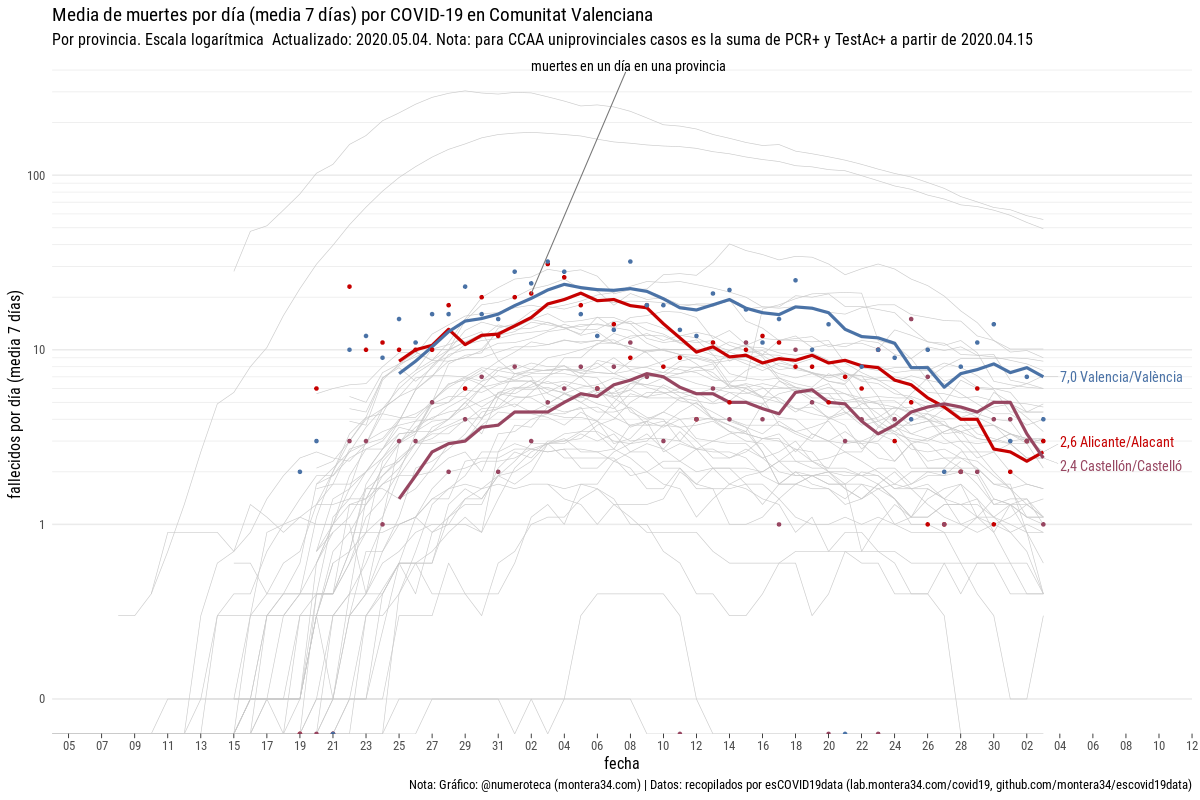 Media de muertes por día (media 7 días) por COVID-19 en Comunitat Valenciana
Por provincia. Escala logarítmica  Actualizado: 2020.05.04. Nota: para CCAA uniprovinciales casos es la suma de PCR+ y TestAc+ a partir de 2020.04.15
muertes en un día en una provincia
fallecidos por día (media  7 días)
100
10
1
0
7,0 Valencia/València
2,6 Alicante/Alacant
2,4 Castellón/Castelló
05 07 09 11 13 15 17 19 21 23 25 27 29 31 02 04 06 08 10 12 14 16 18 20 22 24 26 28 30 02 04 06 08 10 12
fecha
Nota: Gráfico: @numeroteca (montera34.com) | Datos: recopilados por esCOVID19data (lab.montera34.com/covid19, github.com/montera34/escovid19data)